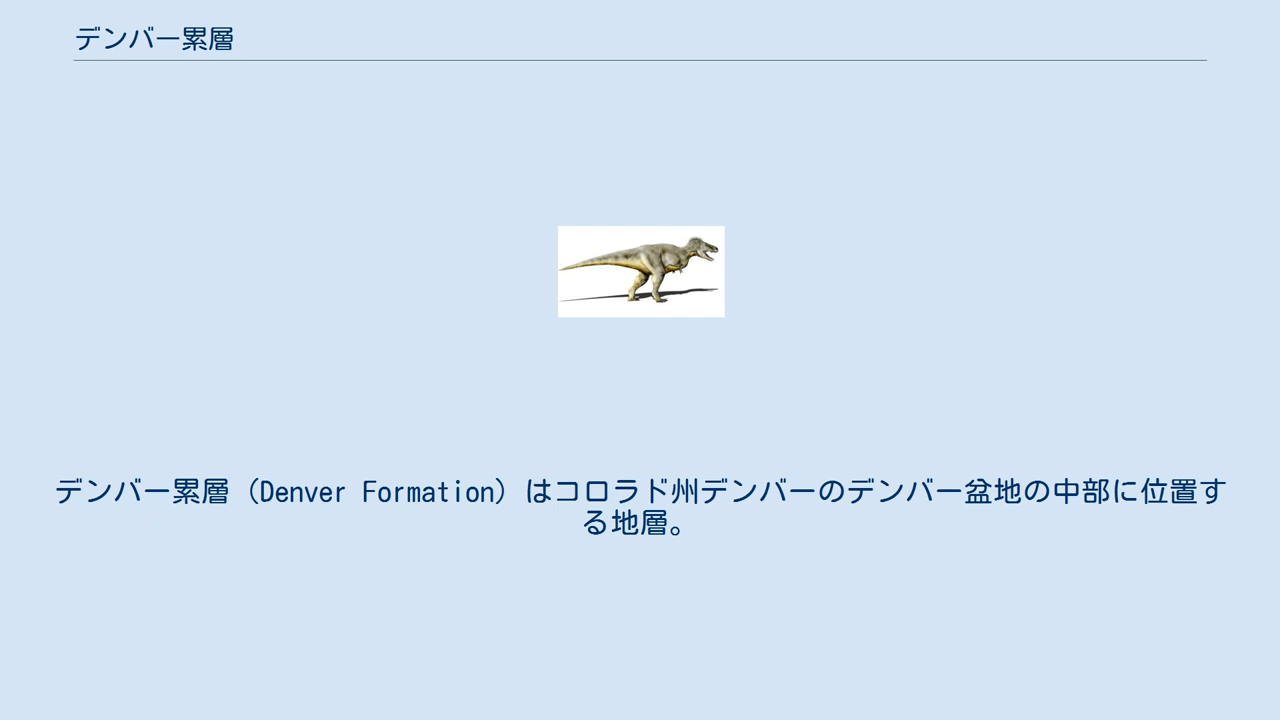 デンバー累層
デンバー累層（Denver Formation）はコロラド州デンバーのデンバー盆地の中部に位置す
る地層。